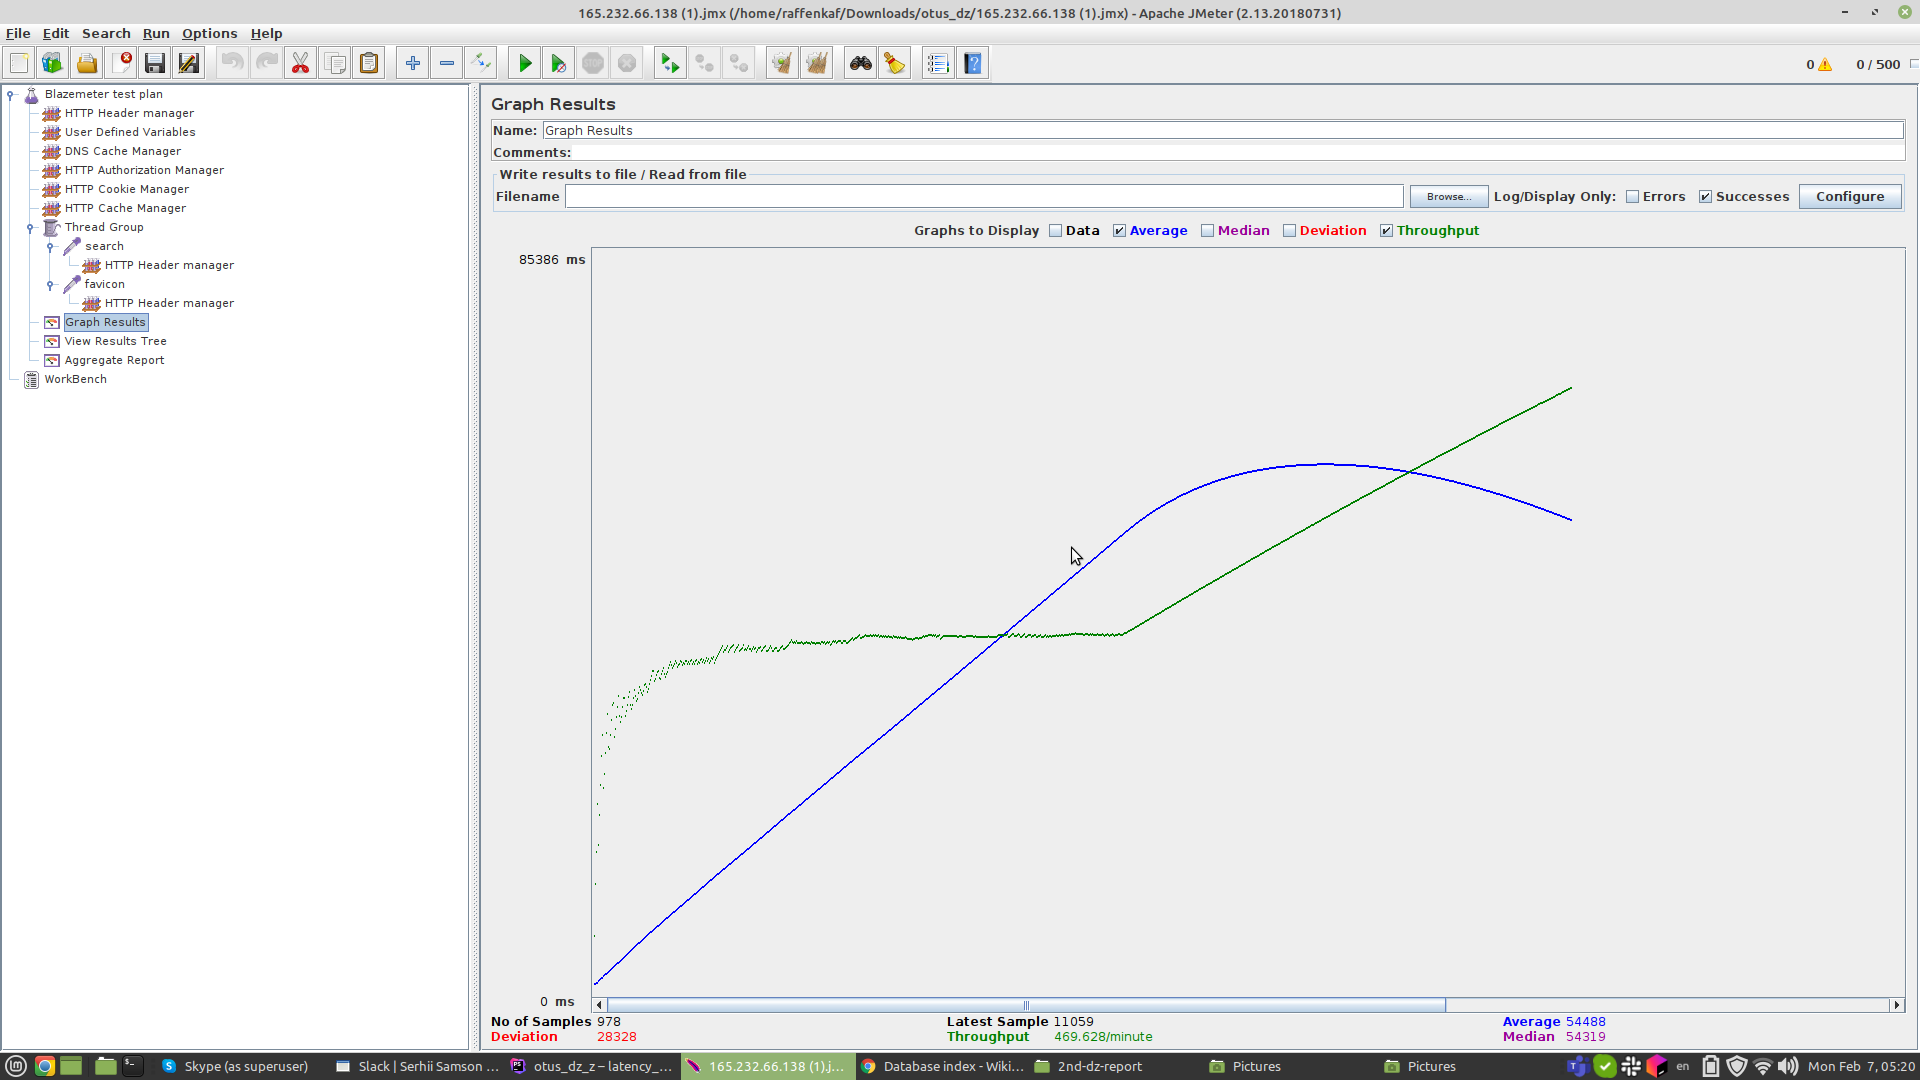 165.232.66.138 (1).jmx (/home/raffenkaf/Downloads/otus_dz/165.232.66.138 (1).jmx) - Apache JMeter (2.13.20180731)
File Edit Search Run Options Help
0 0 / 500
Blazemeter test plan
HTTP Header manager
User Defined Variables
DNS Cache Manager
HTTP Authorization Manager
HTTP Cookie Manager
HTTP Cache Manager
Thread Group
search
HTTP Header manager
favicon
HTTP Header manager
Graph Results
View Results Tree
Aggregate Report
WorkBench
Graph Results
Name: Graph Results
Comments:
Write results to file / Read from file
Filename Browse... Log/Display Only: Errors Successes Configure
Graphs to Display Data Average Median Deviation Throughput
85386 ms
0 ms
No of Samples 978 Latest Sample 11059 Average 54488
Deviation 28328 Throughput 469.628/minute Median 54319
Skype (as superuser) Slack | Serhii Samson ... otus_dz_z – latency_... 165.232.66.138 (1).j... Database index - Wiki... 2nd-dz-report Pictures Pictures en Mon Feb 7, 05:20